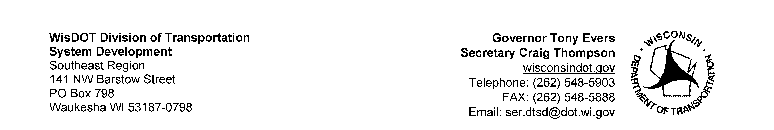 WisDOT Division of Transportation
System Development
Southeast Region
141 NW Barstow Street
PO Box 798
Waukesha WI 53187-0798
Governor Tony Evers
Secretary Craig Thompson
wisconsindot.gov
Telephone: (262) 548-5903
FAX: (262) 548-5888
Email: ser.dtsd@dot.wi.gov
WISCONSIN
DEPARTMENT OF TRANSPORTATION